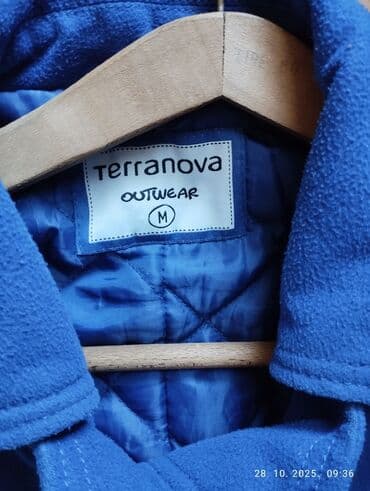 Terranova
OUTWEAR
M
28. 10. 2025, 09:36